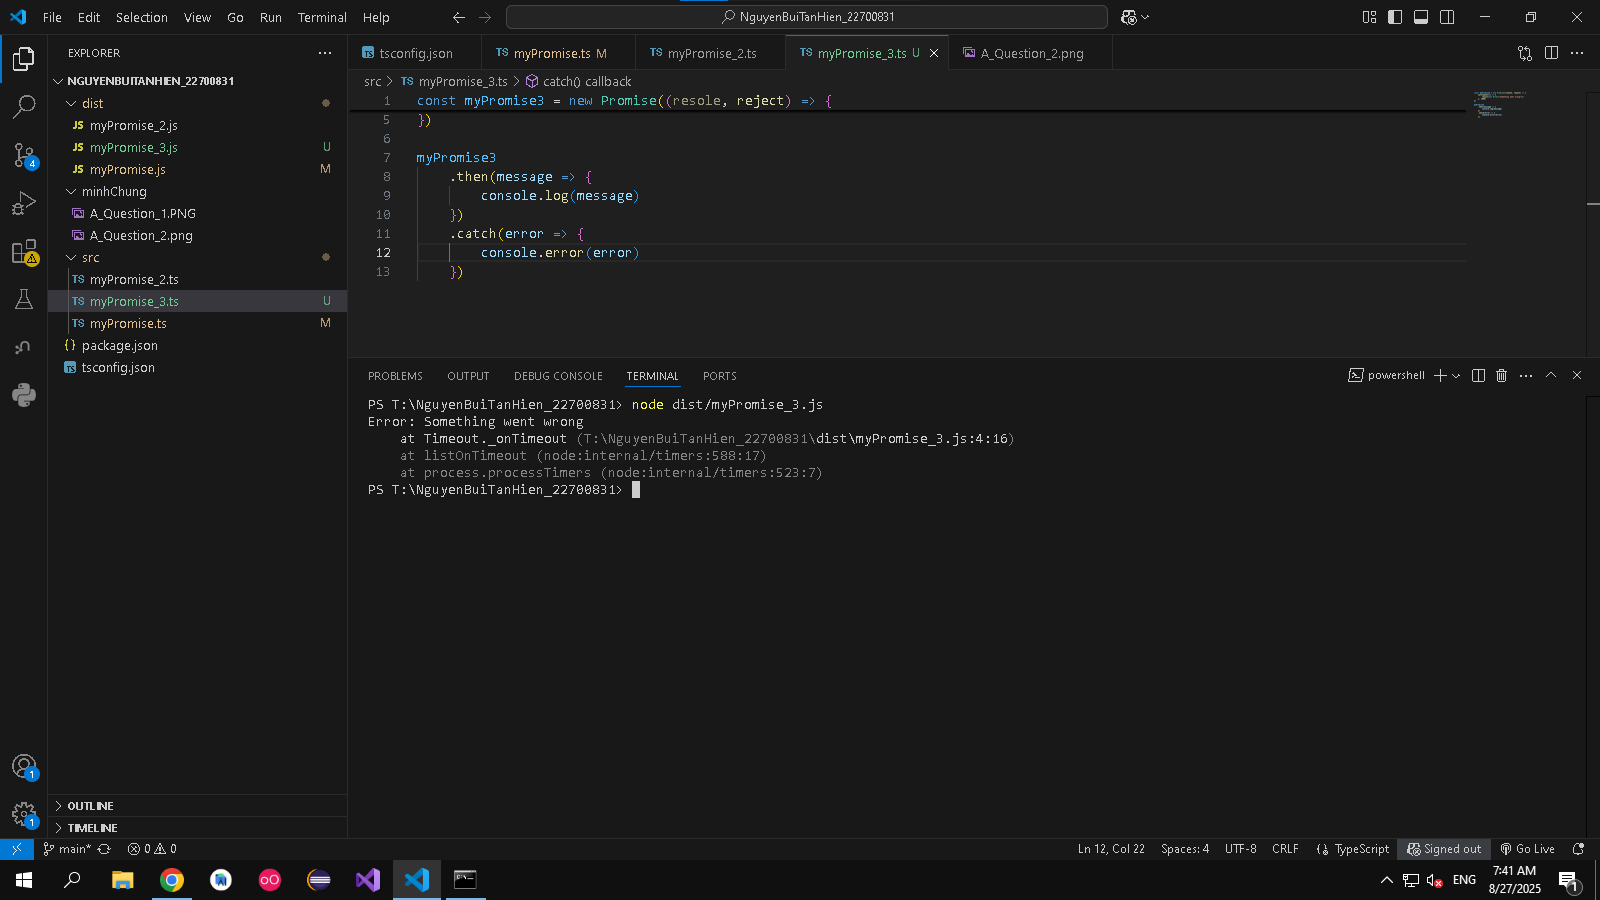 File Edit Selection View Go Run Terminal Help
NguyenBuiTanHien_22700831
EXPLORER
NGUYENBUITANHIEN_22700831
dist
JS myPromise_2.js
JS myPromise_3.js U
JS myPromise.js M
minhChung
A_Question_1.PNG
A_Question_2.png
src
TS myPromise_2.ts
TS myPromise_3.ts U
TS myPromise.ts M
{} package.json
TS tsconfig.json
OUTLINE
TIMELINE
TS tsconfig.json
TS myPromise.ts M
TS myPromise_2.ts
TS myPromise_3.ts U
A_Question_2.png
src > TS myPromise_3.ts > catch() callback
1 const myPromise3 = new Promise((resole, reject) => {
5 })
6
7 myPromise3
8 .then(message => {
9 console.log(message)
10 })
11 .catch(error => {
12 console.error(error)
13 })
PROBLEMS OUTPUT DEBUG CONSOLE TERMINAL PORTS
powershell
PS T:\NguyenBuiTanHien_22700831> node dist/myPromise_3.js
Error: Something went wrong
at Timeout._onTimeout (T:\NguyenBuiTanHien_22700831\dist\myPromise_3.js:4:16)
at listOnTimeout (node:internal/timers:588:17)
at process.processTimers (node:internal/timers:523:7)
PS T:\NguyenBuiTanHien_22700831>
4
1
1
main* 0 0
Ln 12, Col 22 Spaces: 4 UTF-8 CRLF {} TypeScript Signed out Go Live
ENG
7:41 AM
8/27/2025
1